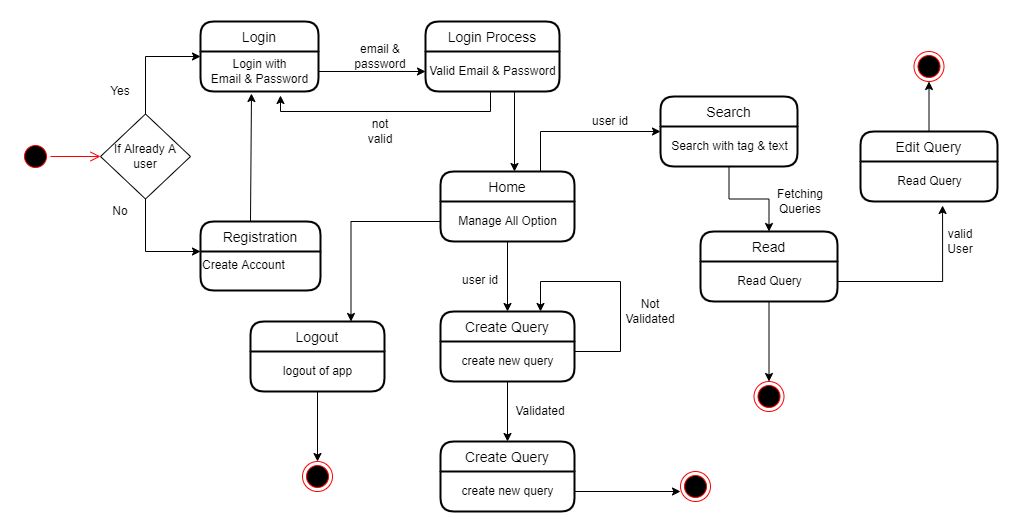 Login
Login with
Email & Password
email &
password
Login Process
Valid Email & Password
Yes
not
valid
user id
Search
Search with tag & text
If Already A
user
Edit Query
Read Query
Home
Manage All Option
Fetching
Queries
No
Registration
Create Account
valid
User
Read
Read Query
user id
Not
Validated
Logout
logout of app
Create Query
create new query
Validated
Create Query
create new query